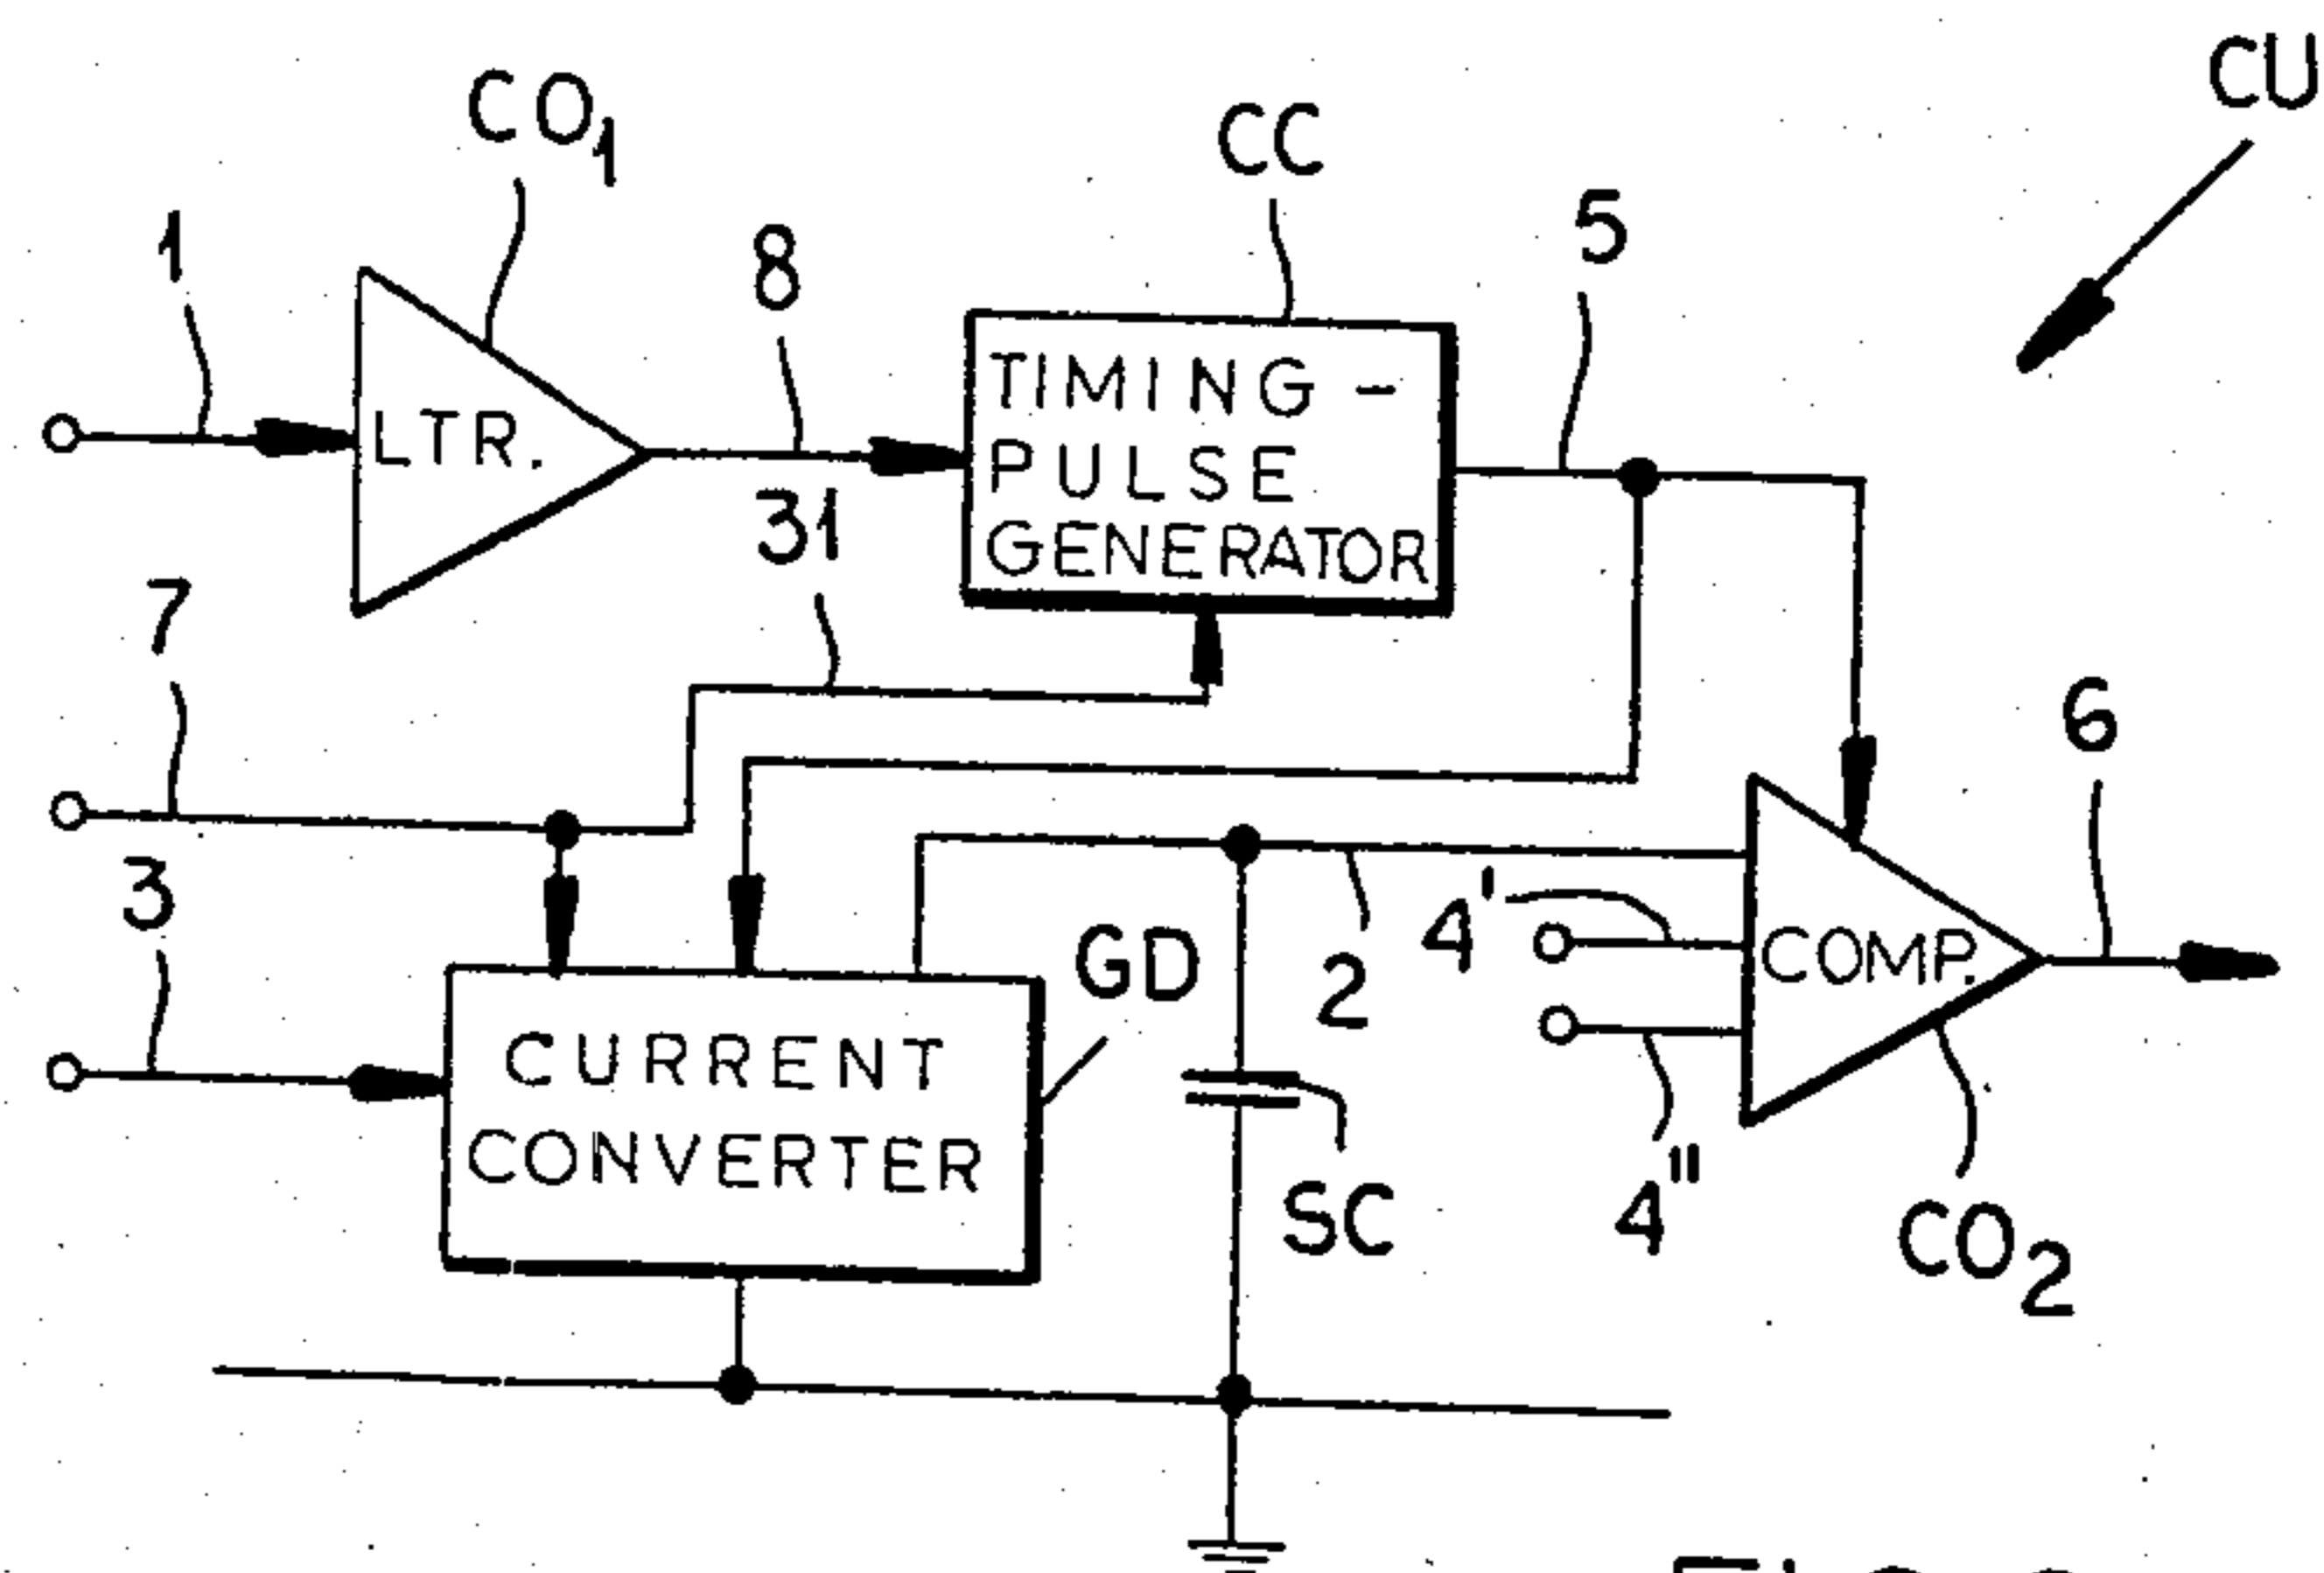 CU
CO1
CC
1
8
5
LTR.
TIMING-
PULSE
GENERATOR
31
7
6
3
4'
2
COMP.
GD
CURRENT
CONVERTER
SC
4"
CO2